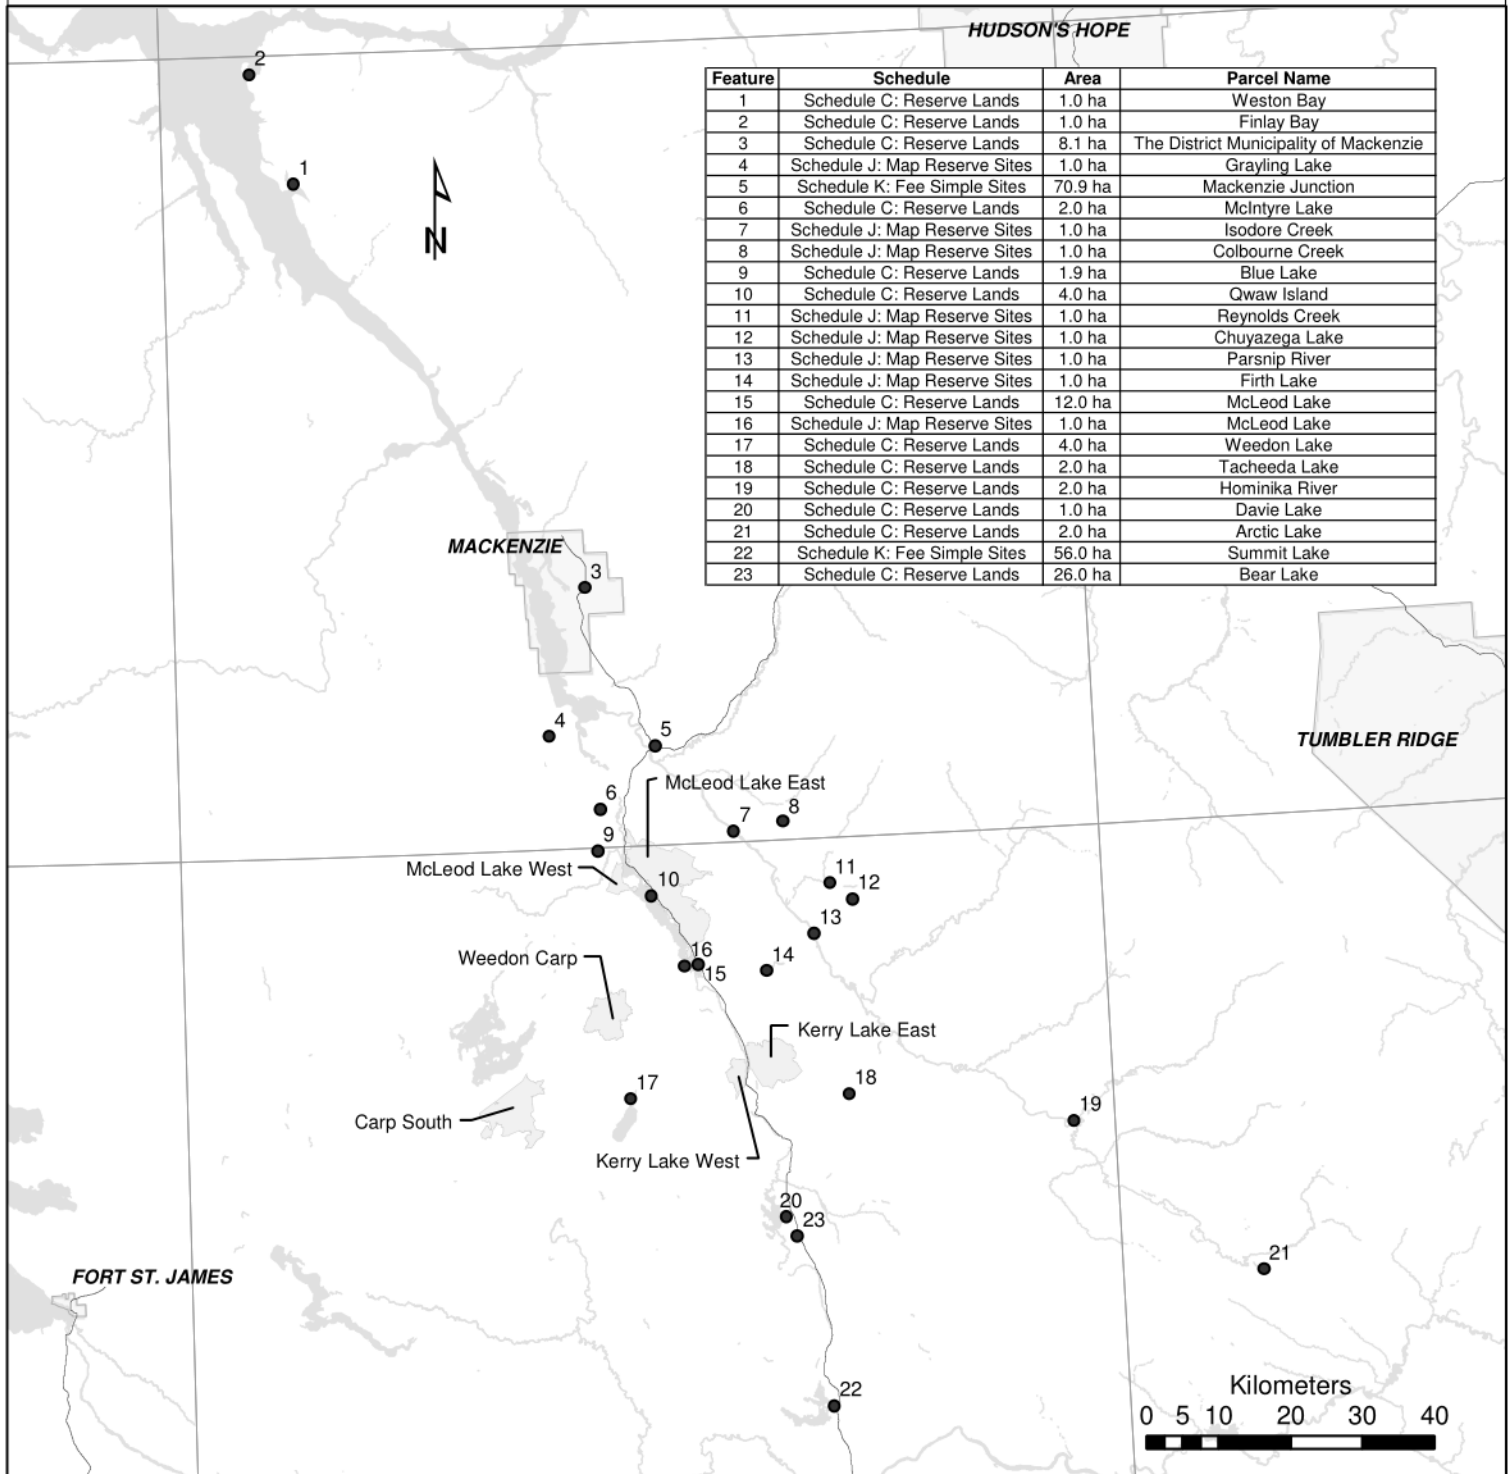 HUDSON'S HOPE
2
Feature Schedule Area Parcel Name
1 Schedule C: Reserve Lands 1.0 ha Weston Bay
2 Schedule C: Reserve Lands 1.0 ha Finlay Bay
3 Schedule C: Reserve Lands 8.1 ha The District Municipality of Mackenzie
4 Schedule J: Map Reserve Sites 1.0 ha Grayling Lake
5 Schedule K: Fee Simple Sites 70.9 ha Mackenzie Junction
6 Schedule C: Reserve Lands 2.0 ha McIntyre Lake
7 Schedule J: Map Reserve Sites 1.0 ha Isodore Creek
8 Schedule J: Map Reserve Sites 1.0 ha Colbourne Creek
9 Schedule C: Reserve Lands 1.9 ha Blue Lake
10 Schedule C: Reserve Lands 4.0 ha Qwaw Island
11 Schedule J: Map Reserve Sites 1.0 ha Reynolds Creek
12 Schedule J: Map Reserve Sites 1.0 ha Chuyazega Lake
13 Schedule J: Map Reserve Sites 1.0 ha Parsnip River
14 Schedule J: Map Reserve Sites 1.0 ha Firth Lake
15 Schedule C: Reserve Lands 12.0 ha McLeod Lake
16 Schedule J: Map Reserve Sites 1.0 ha McLeod Lake
17 Schedule C: Reserve Lands 4.0 ha Weedon Lake
18 Schedule C: Reserve Lands 2.0 ha Tacheeda Lake
19 Schedule C: Reserve Lands 2.0 ha Hominika River
20 Schedule C: Reserve Lands 1.0 ha Davie Lake
21 Schedule C: Reserve Lands 2.0 ha Arctic Lake
22 Schedule K: Fee Simple Sites 56.0 ha Summit Lake
23 Schedule C: Reserve Lands 26.0 ha Bear Lake
1
N
MACKENZIE
3
4
5
TUMBLER RIDGE
McLeod Lake East
6
7
8
9
McLeod Lake West
10
11
12
13
Weedon Carp
16
15
14
Kerry Lake East
17
18
19
Carp South
Kerry Lake West
20
23
21
FORT ST. JAMES
22
Kilometers
0 5 10 20 30 40